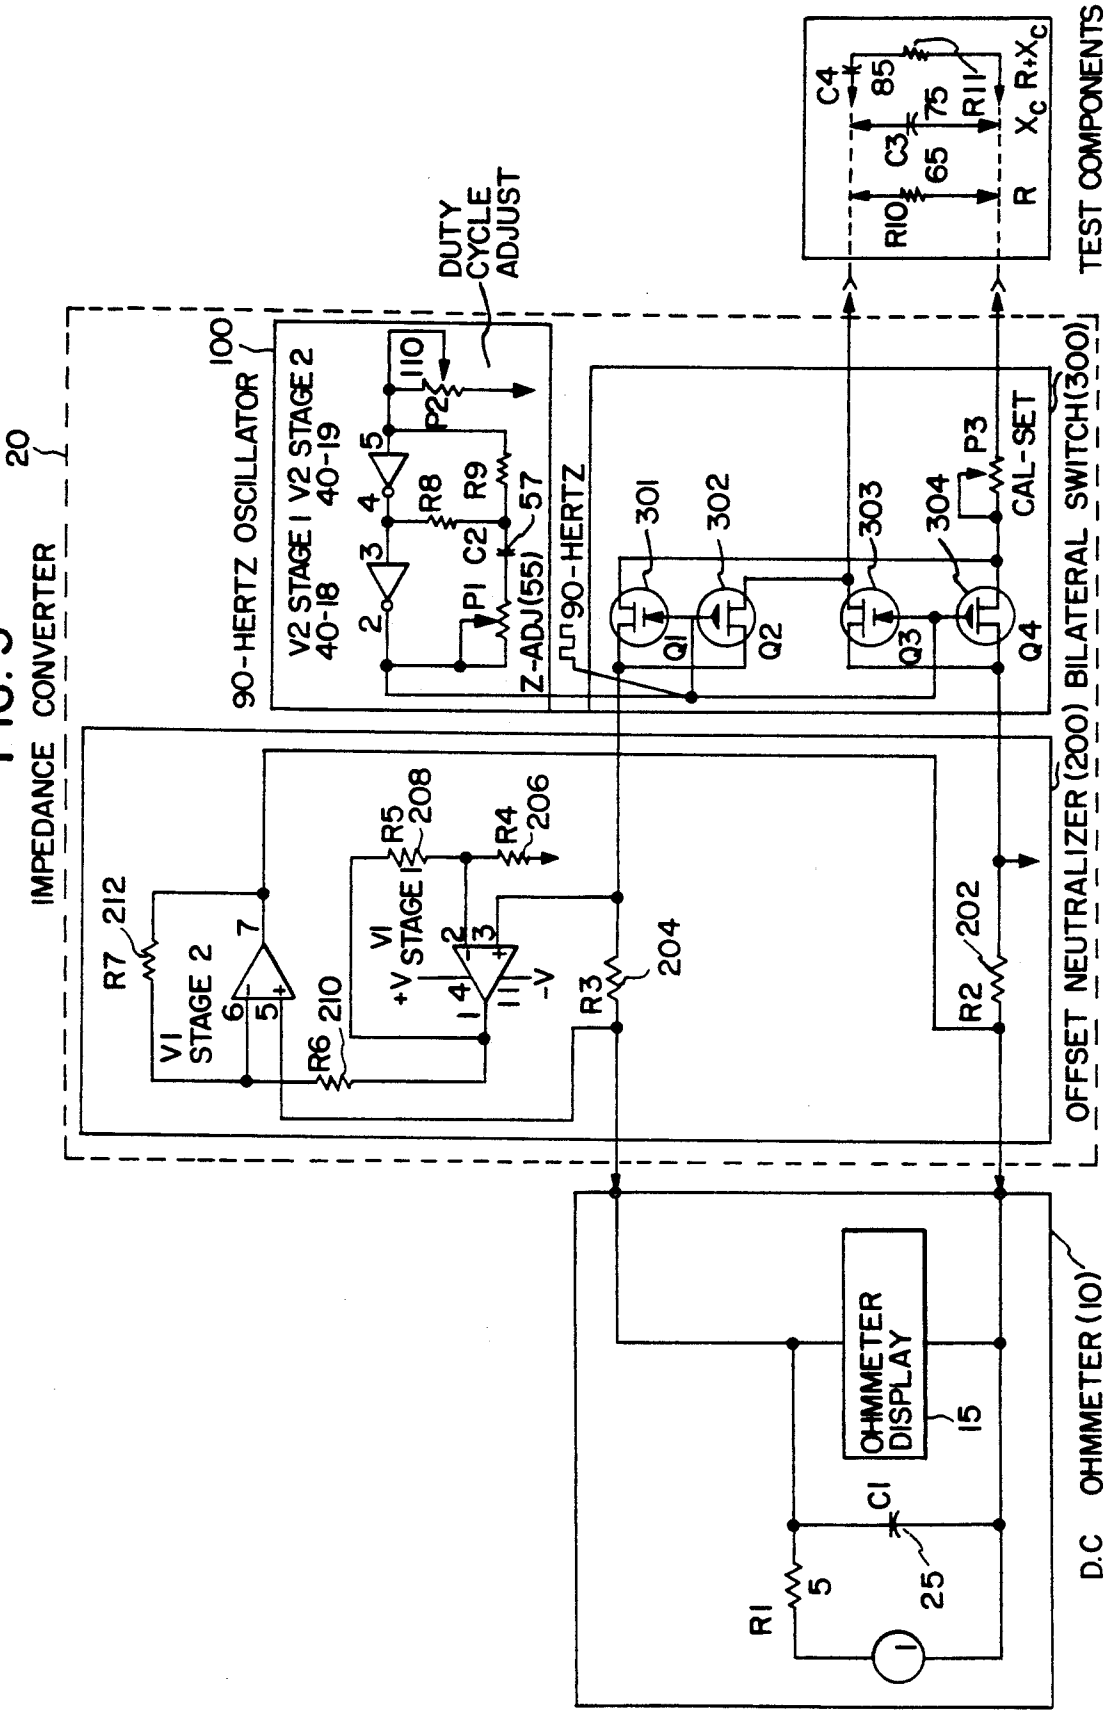 IMPEDANCE CONVERTER
20
100
90-HERTZ OSCILLATOR
V2 STAGE 1 V2 STAGE 2
40-18
40-19
2
3
4
5
110
P2
R8
R9
P1
C2
57
Z-ADJ(55)
DUTY
CYCLE
ADJUST
90-HERTZ
301
302
303
304
Q1
Q2
Q3
Q4
P3
CAL-SET
BILATERAL SWITCH(300)
R7
212
V1
STAGE 2
6
5
7
R6
210
+V
4
1
11
-V
V1
STAGE 1
2
3
R5
208
R4
206
R3
204
R2
202
OFFSET NEUTRALIZER(200)
R1
5
1
C1
25
OHMMETER
DISPLAY
15
D.C OHMMETER(10)
C4
85
R11
C3
75
R10
65
R
XC
R+XC
TEST COMPONENTS